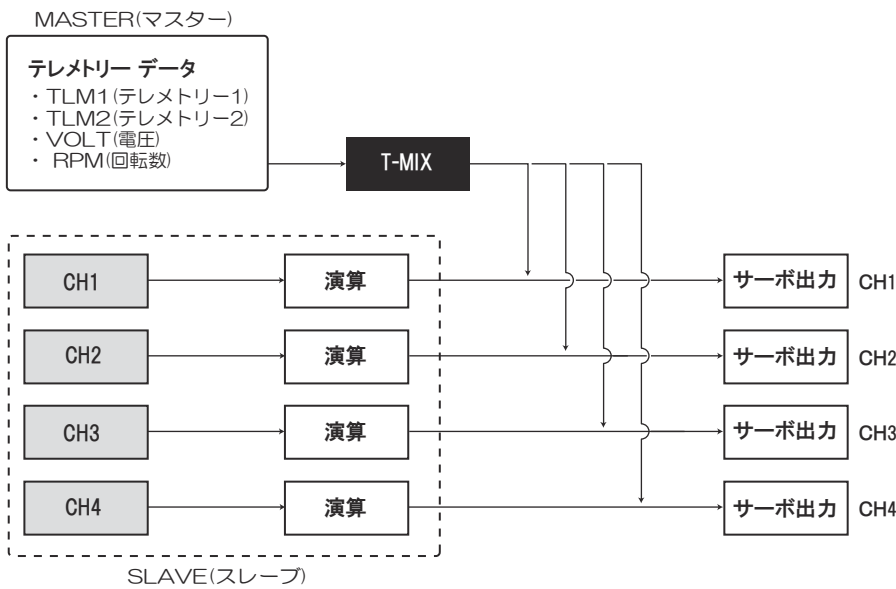 MASTER(マスター)
テレメトリー データ
・TLM1(テレメトリー1)
・TLM2(テレメトリー2)
・VOLT(電圧)
・ RPM(回転数)
T-MIX
CH1 演算 サーボ出力 CH1
CH2 演算 サーボ出力 CH2
CH3 演算 サーボ出力 CH3
CH4 演算 サーボ出力 CH4
SLAVE(スレーブ)